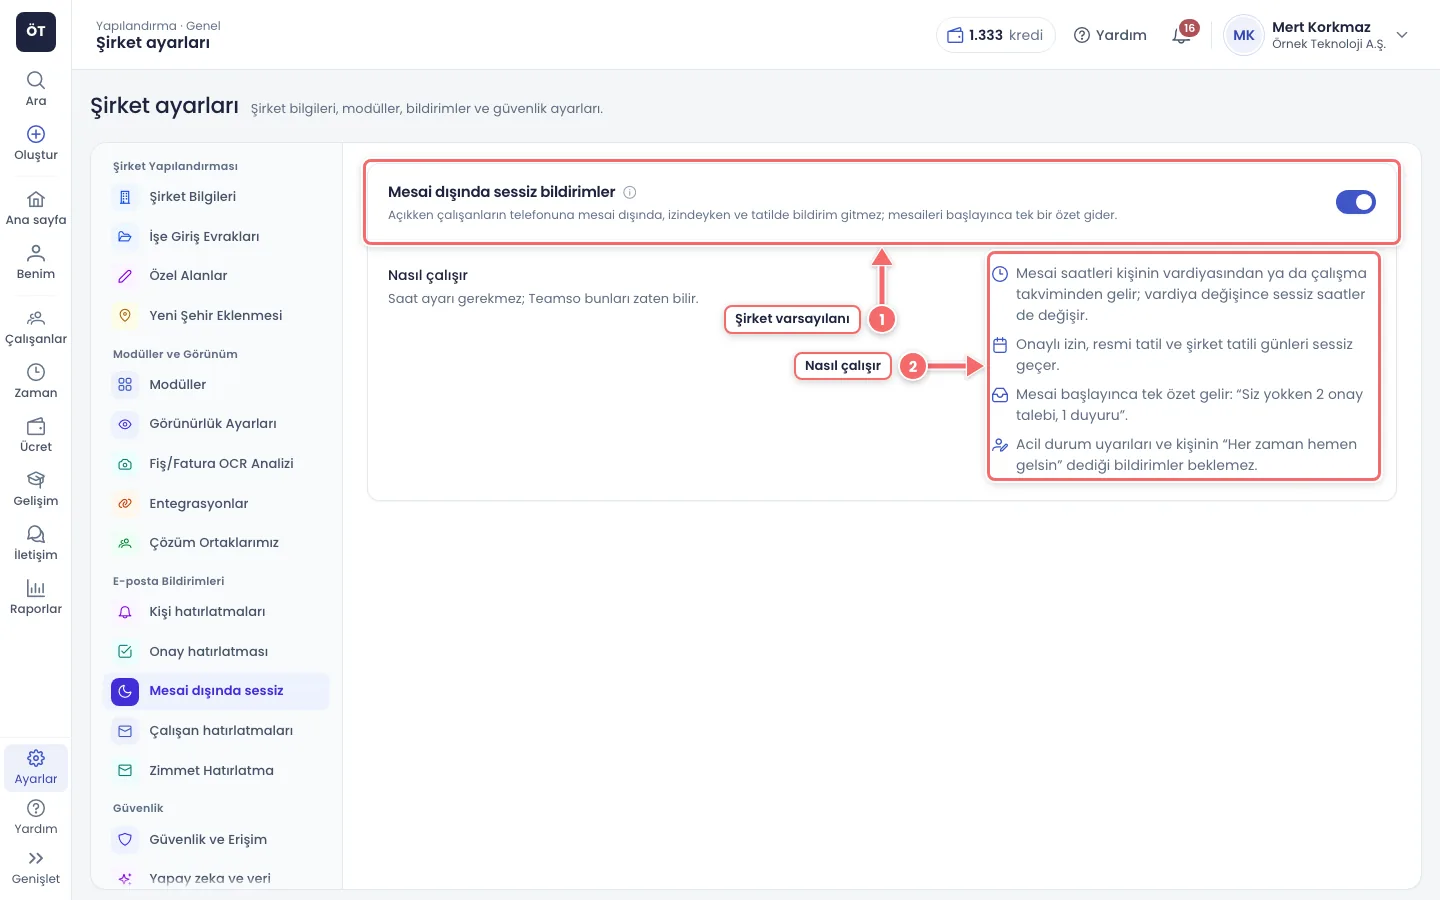 ÖT
Ara
Oluştur
Ana sayfa
Benim
Çalışanlar
Zaman
Ücret
Gelişim
İletişim
Raporlar
Ayarlar
Yardım
Genişlet
Yapılandırma · Genel
Şirket ayarları
1.333 kredi
Yardım
16
MK
Mert Korkmaz
Örnek Teknoloji A.Ş.
Şirket ayarları
Şirket bilgileri, modüller, bildirimler ve güvenlik ayarları.
Şirket Yapılandırması
Şirket Bilgileri
İşe Giriş Evrakları
Özel Alanlar
Yeni Şehir Eklenmesi
Modüller ve Görünüm
Modüller
Görünürlük Ayarları
Fiş/Fatura OCR Analizi
Entegrasyonlar
Çözüm Ortaklarımız
E-posta Bildirimleri
Kişi hatırlatmaları
Onay hatırlatması
Mesai dışında sessiz
Çalışan hatırlatmaları
Zimmet Hatırlatma
Güvenlik
Güvenlik ve Erişim
Yapay zeka ve veri
Mesai dışında sessiz bildirimler
Açıkken çalışanların telefonuna mesai dışında, izindeyken ve tatilde bildirim gitmez; mesaileri başlayınca tek bir özet gider.
Nasıl çalışır
Saat ayarı gerekmez; Teamso bunları zaten bilir.
Şirket varsayılanı
1
Nasıl çalışır
2
Mesai saatleri kişinin vardiyasından ya da çalışma
takviminden gelir; vardiya değişince sessiz saatler
de değişir.
Onaylı izin, resmi tatil ve şirket tatili günleri sessiz
geçer.
Mesai başlayınca tek özet gelir: “Siz yokken 2 onay
talebi, 1 duyuru”.
Acil durum uyarıları ve kişinin “Her zaman hemen
gelsin” dediği bildirimler beklemez.